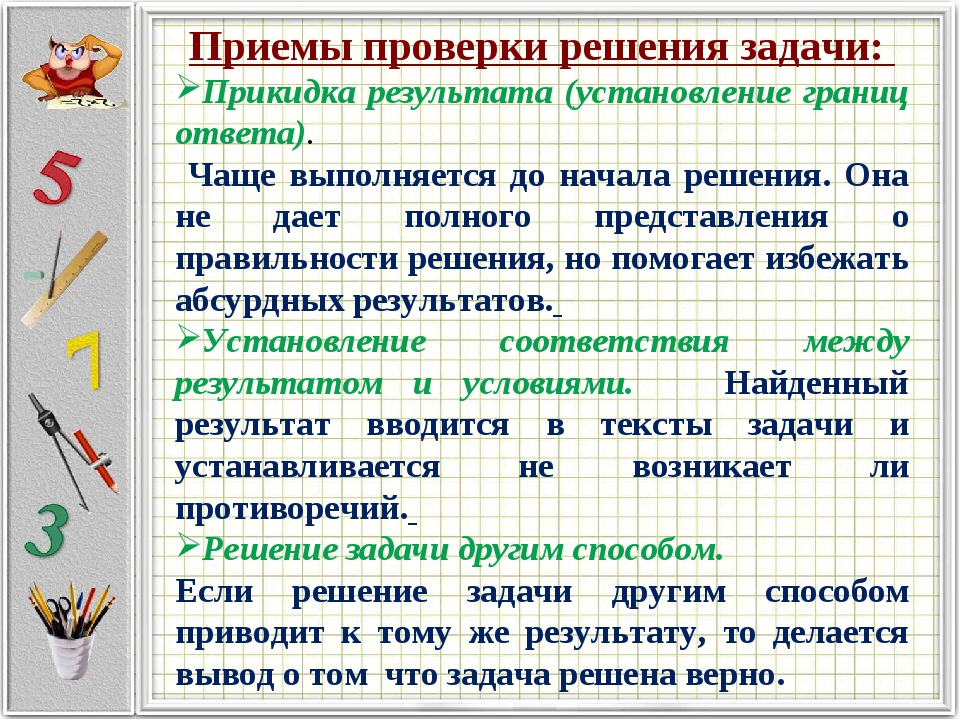 Приемы проверки решения задачи:
➢Прикидка результата (установление границ
ответа).
Чаще выполняется до начала решения. Она
не дает полного представления о
правильности решения, но помогает избежать
абсурдных результатов.
➢Установление соответствия между
результатом и условиями. Найденный
результат вводится в тексты задачи и
устанавливается не возникает ли
противоречий.
➢Решение задачи другим способом.
Если решение задачи другим способом
приводит к тому же результату, то делается
вывод о том что задача решена верно.
5
7
3